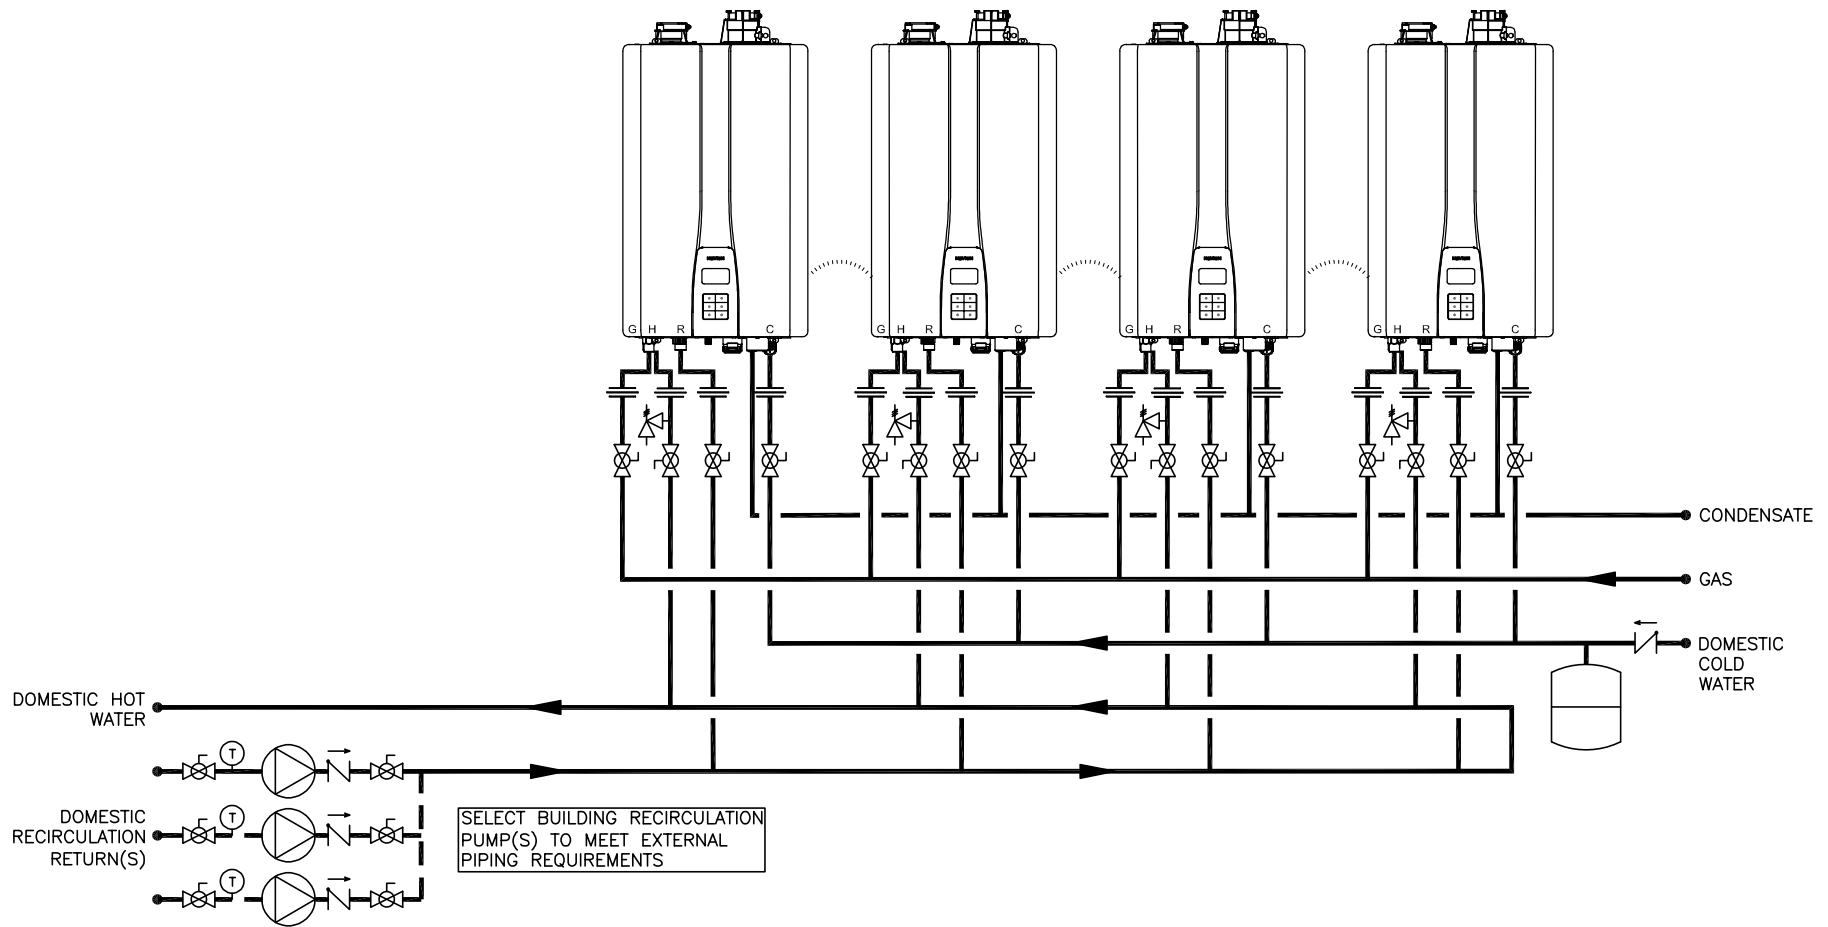 G H R C
G H R C
G H R C
G H R C
CONDENSATE
GAS
DOMESTIC
COLD
WATER
DOMESTIC HOT
WATER
T
T
T
DOMESTIC
RECIRCULATION
RETURN(S)
SELECT BUILDING RECIRCULATION
PUMP(S) TO MEET EXTERNAL
PIPING REQUIREMENTS